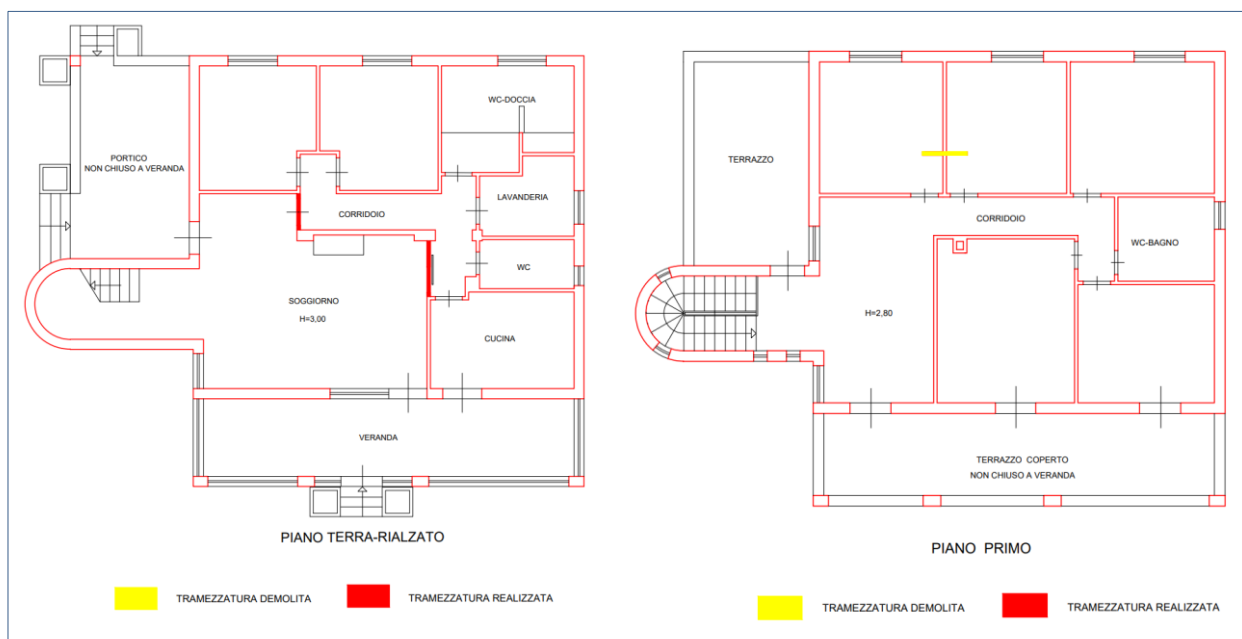 WC-DOCCIA
PORTICO
NON CHIUSO A VERANDA
LAVANDERIA
CORRIDOIO
WC
SOGGIORNO
H=3,00
CUCINA
VERANDA
PIANO TERRA-RIALZATO
TRAMEZZATURA DEMOLITA
TRAMEZZATURA REALIZZATA
TERRAZZO
CORRIDOIO
WC-BAGNO
H=2,80
TERRAZZO COPERTO
NON CHIUSO A VERANDA
PIANO PRIMO
TRAMEZZATURA DEMOLITA
TRAMEZZATURA REALIZZATA